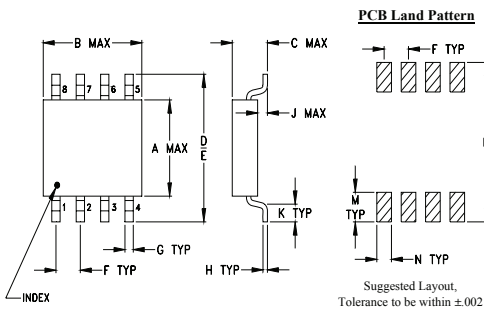 PCB Land Pattern
B MAX
C MAX
F TYP
8 7 6 5
J MAX
A MAX
D
E
M
TYP
1 2 3 4
K TYP
G TYP
F TYP
H TYP
N TYP
INDEX
Suggested Layout,
Tolerance to be within ±.002